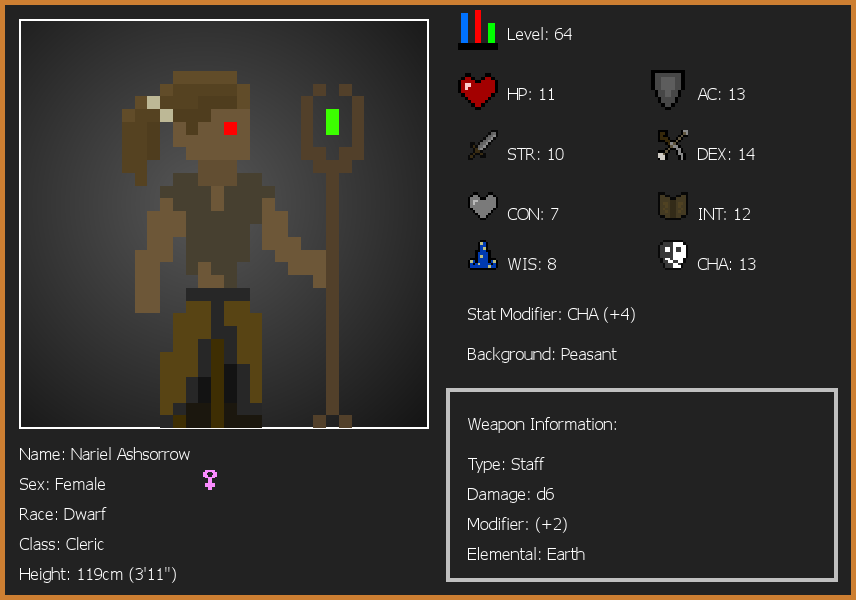 Level: 64
HP: 11
AC: 13
STR: 10
DEX: 14
CON: 7
INT: 12
WIS: 8
CHA: 13
Stat Modifier: CHA (+4)
Background: Peasant
Weapon Information:
Type: Staff
Damage: d6
Modifier: (+2)
Elemental: Earth
Name: Nariel Ashsorrow
Sex: Female
Race: Dwarf
Class: Cleric
Height: 119cm (3'11")